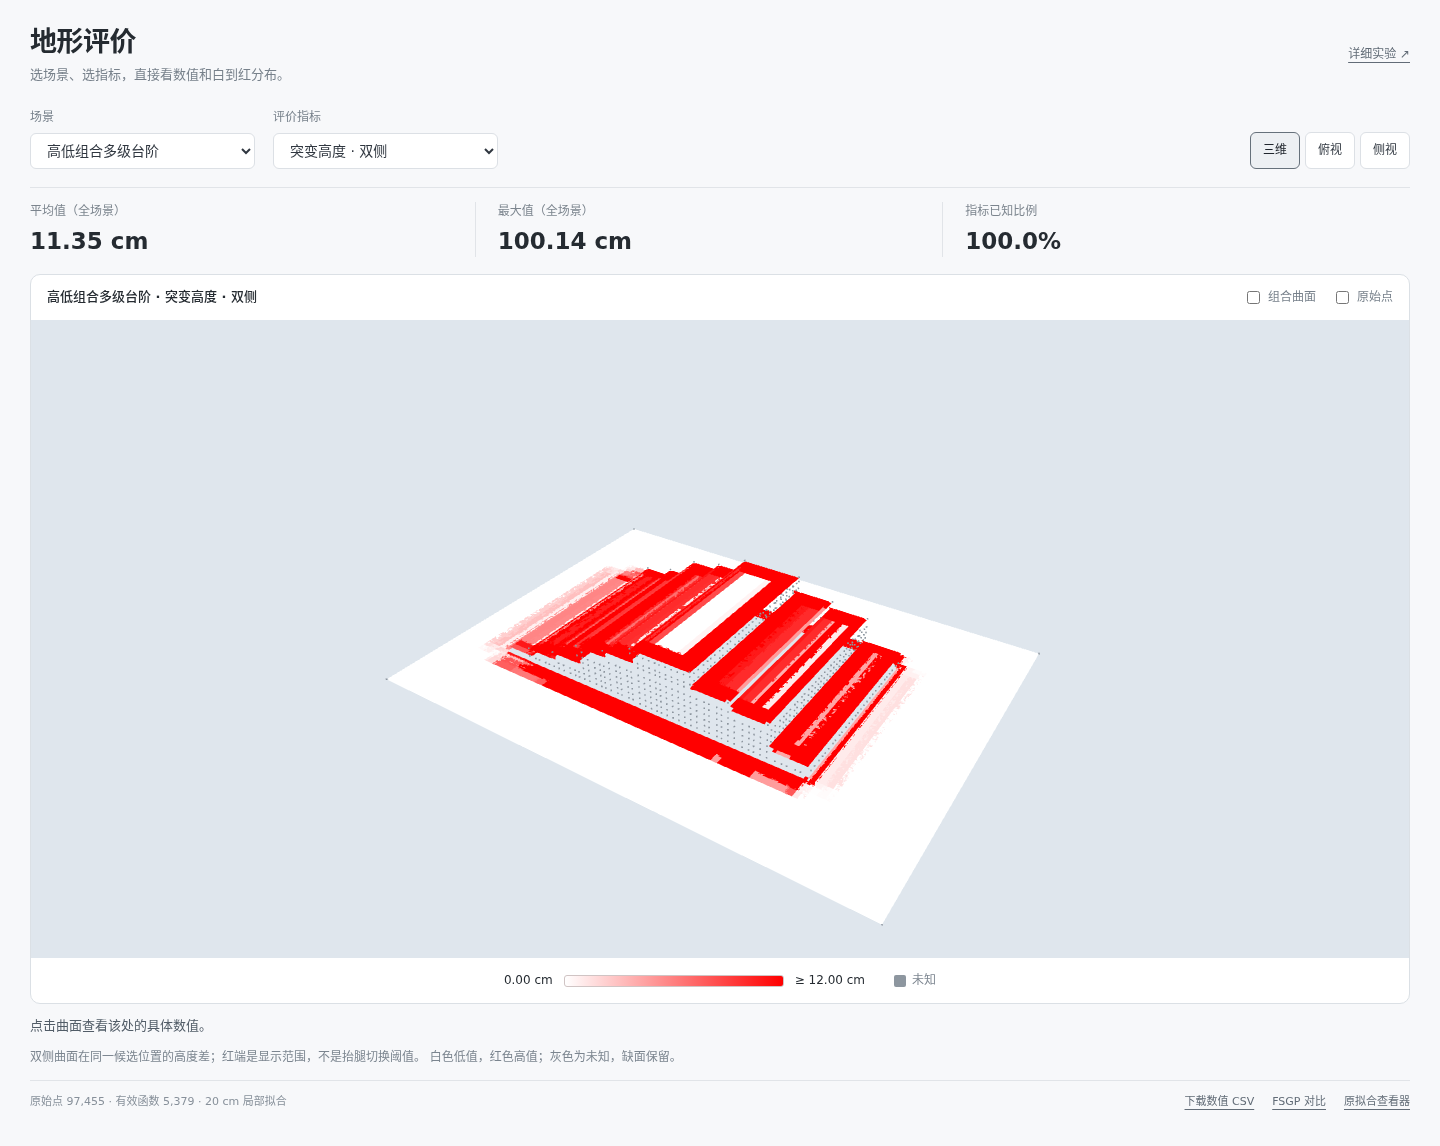 地形评价
选场景、选指标，直接看数值和白到红分布。
详细实验 ↗
场景
评价指标
高低组合多级台阶
突变高度 · 双侧
三维
俯视
侧视
平均值（全场景）
11.35 cm
最大值（全场景）
100.14 cm
指标已知比例
100.0%
高低组合多级台阶 · 突变高度 · 双侧
组合曲面
原始点
0.00 cm
≥ 12.00 cm
未知
点击曲面查看该处的具体数值。
双侧曲面在同一候选位置的高度差；红端是显示范围，不是抬腿切换阈值。 白色低值，红色高值；灰色为未知，缺面保留。
原始点 97,455 · 有效函数 5,379 · 20 cm 局部拟合
下载数值 CSV
FSGP 对比
原拟合查看器